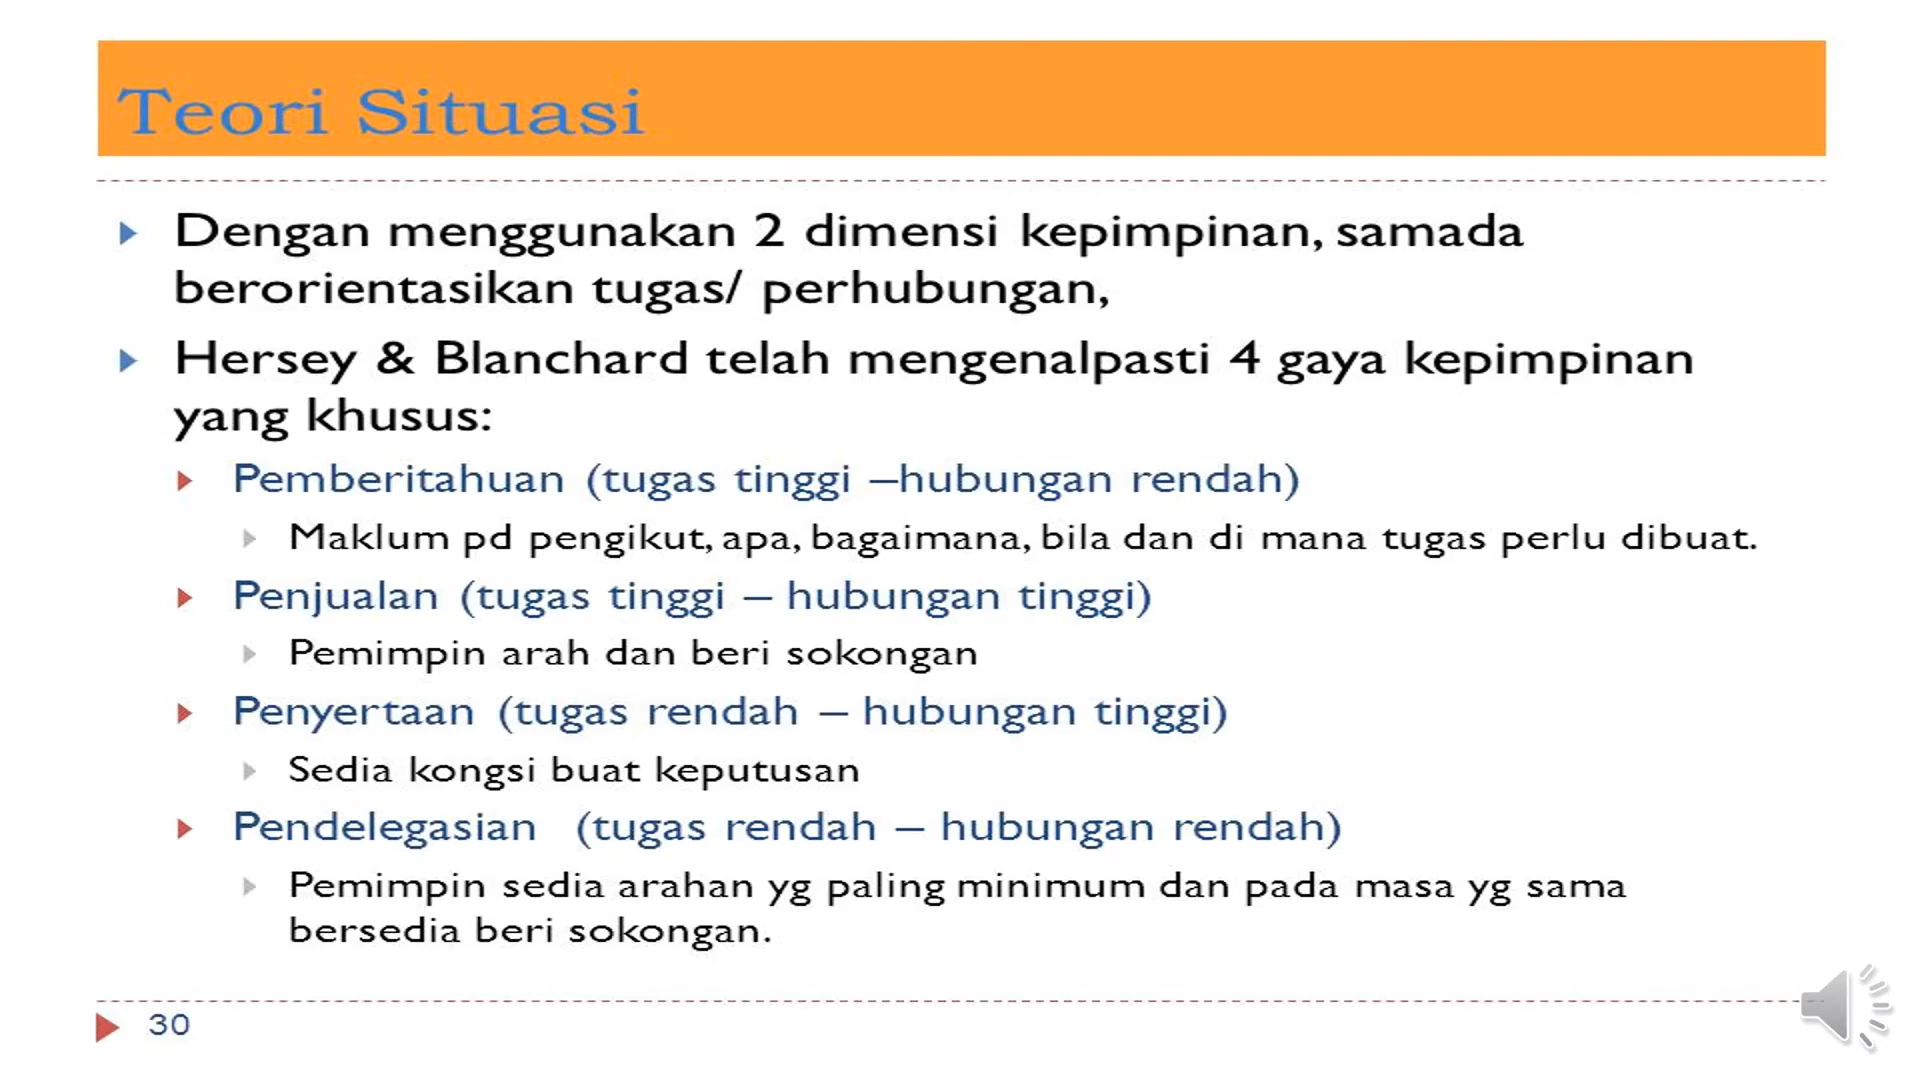 Teori Situasi
Dengan menggunakan 2 dimensi kepimpinan, samada
berorientasikan tugas/ perhubungan,
Hersey & Blanchard telah mengenalpasti 4 gaya kepimpinan
yang khusus:
Pemberitahuan (tugas tinggi –hubungan rendah)
Maklum pd pengikut, apa, bagaimana, bila dan di mana tugas perlu dibuat.
Penjualan (tugas tinggi – hubungan tinggi)
Pemimpin arah dan beri sokongan
Penyertaan (tugas rendah – hubungan tinggi)
Sedia kongsi buat keputusan
Pendelegasian (tugas rendah – hubungan rendah)
Pemimpin sedia arahan yg paling minimum dan pada masa yg sama
bersedia beri sokongan.
30